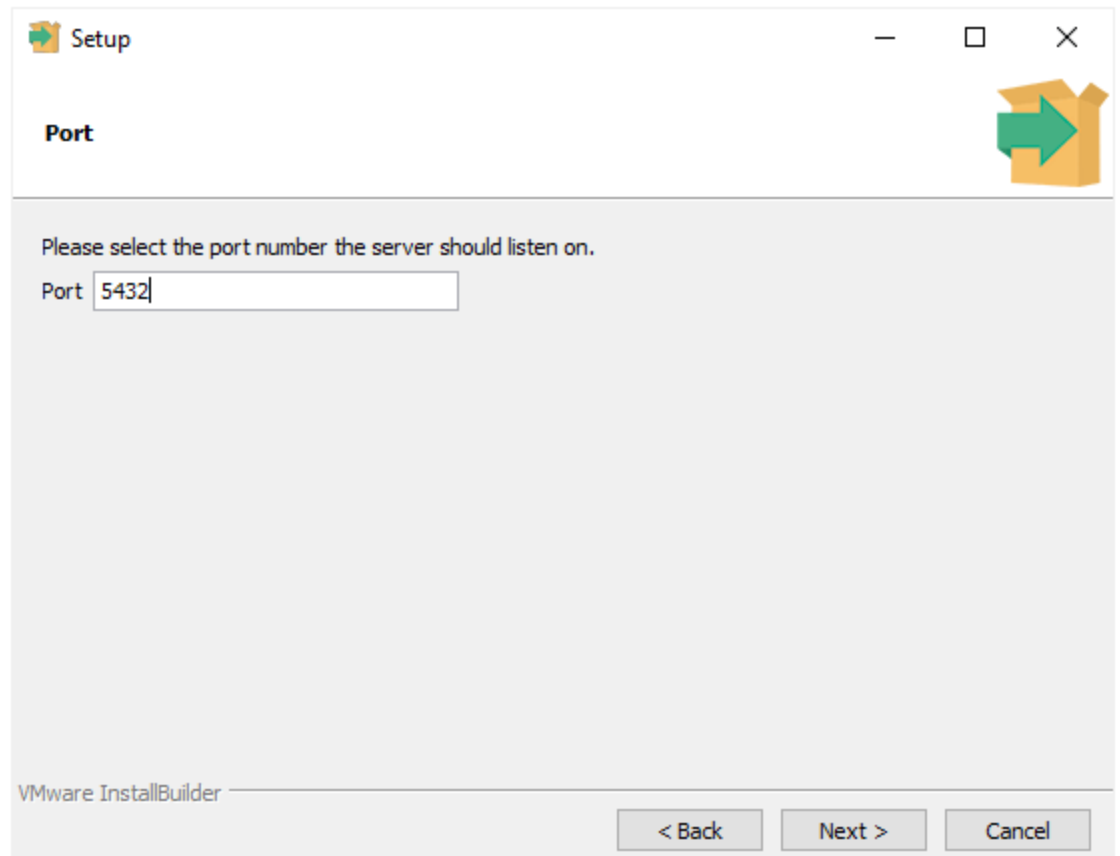 Setup
Port
Please select the port number the server should listen on.
Port 5432
VMware InstallBuilder
< Back Next > Cancel